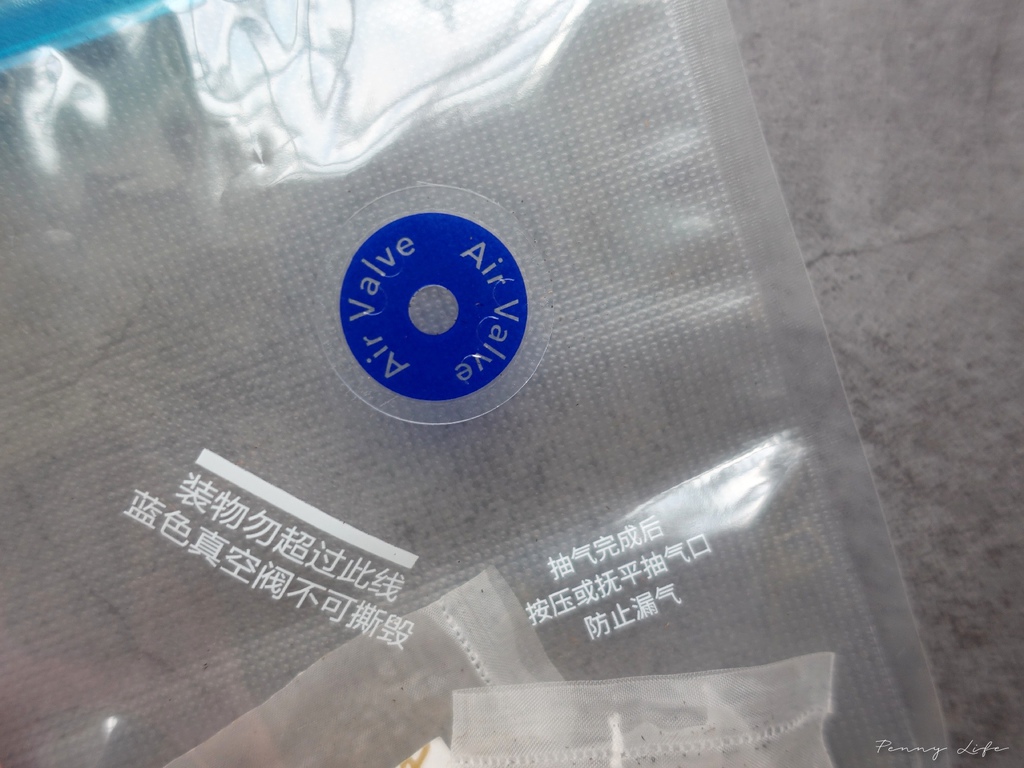 Air Valve
Air Valve
装物勿超过此线
蓝色真空阀不可撕毁
抽气完成后
按压或抚平抽气口
防止漏气
Penny Life